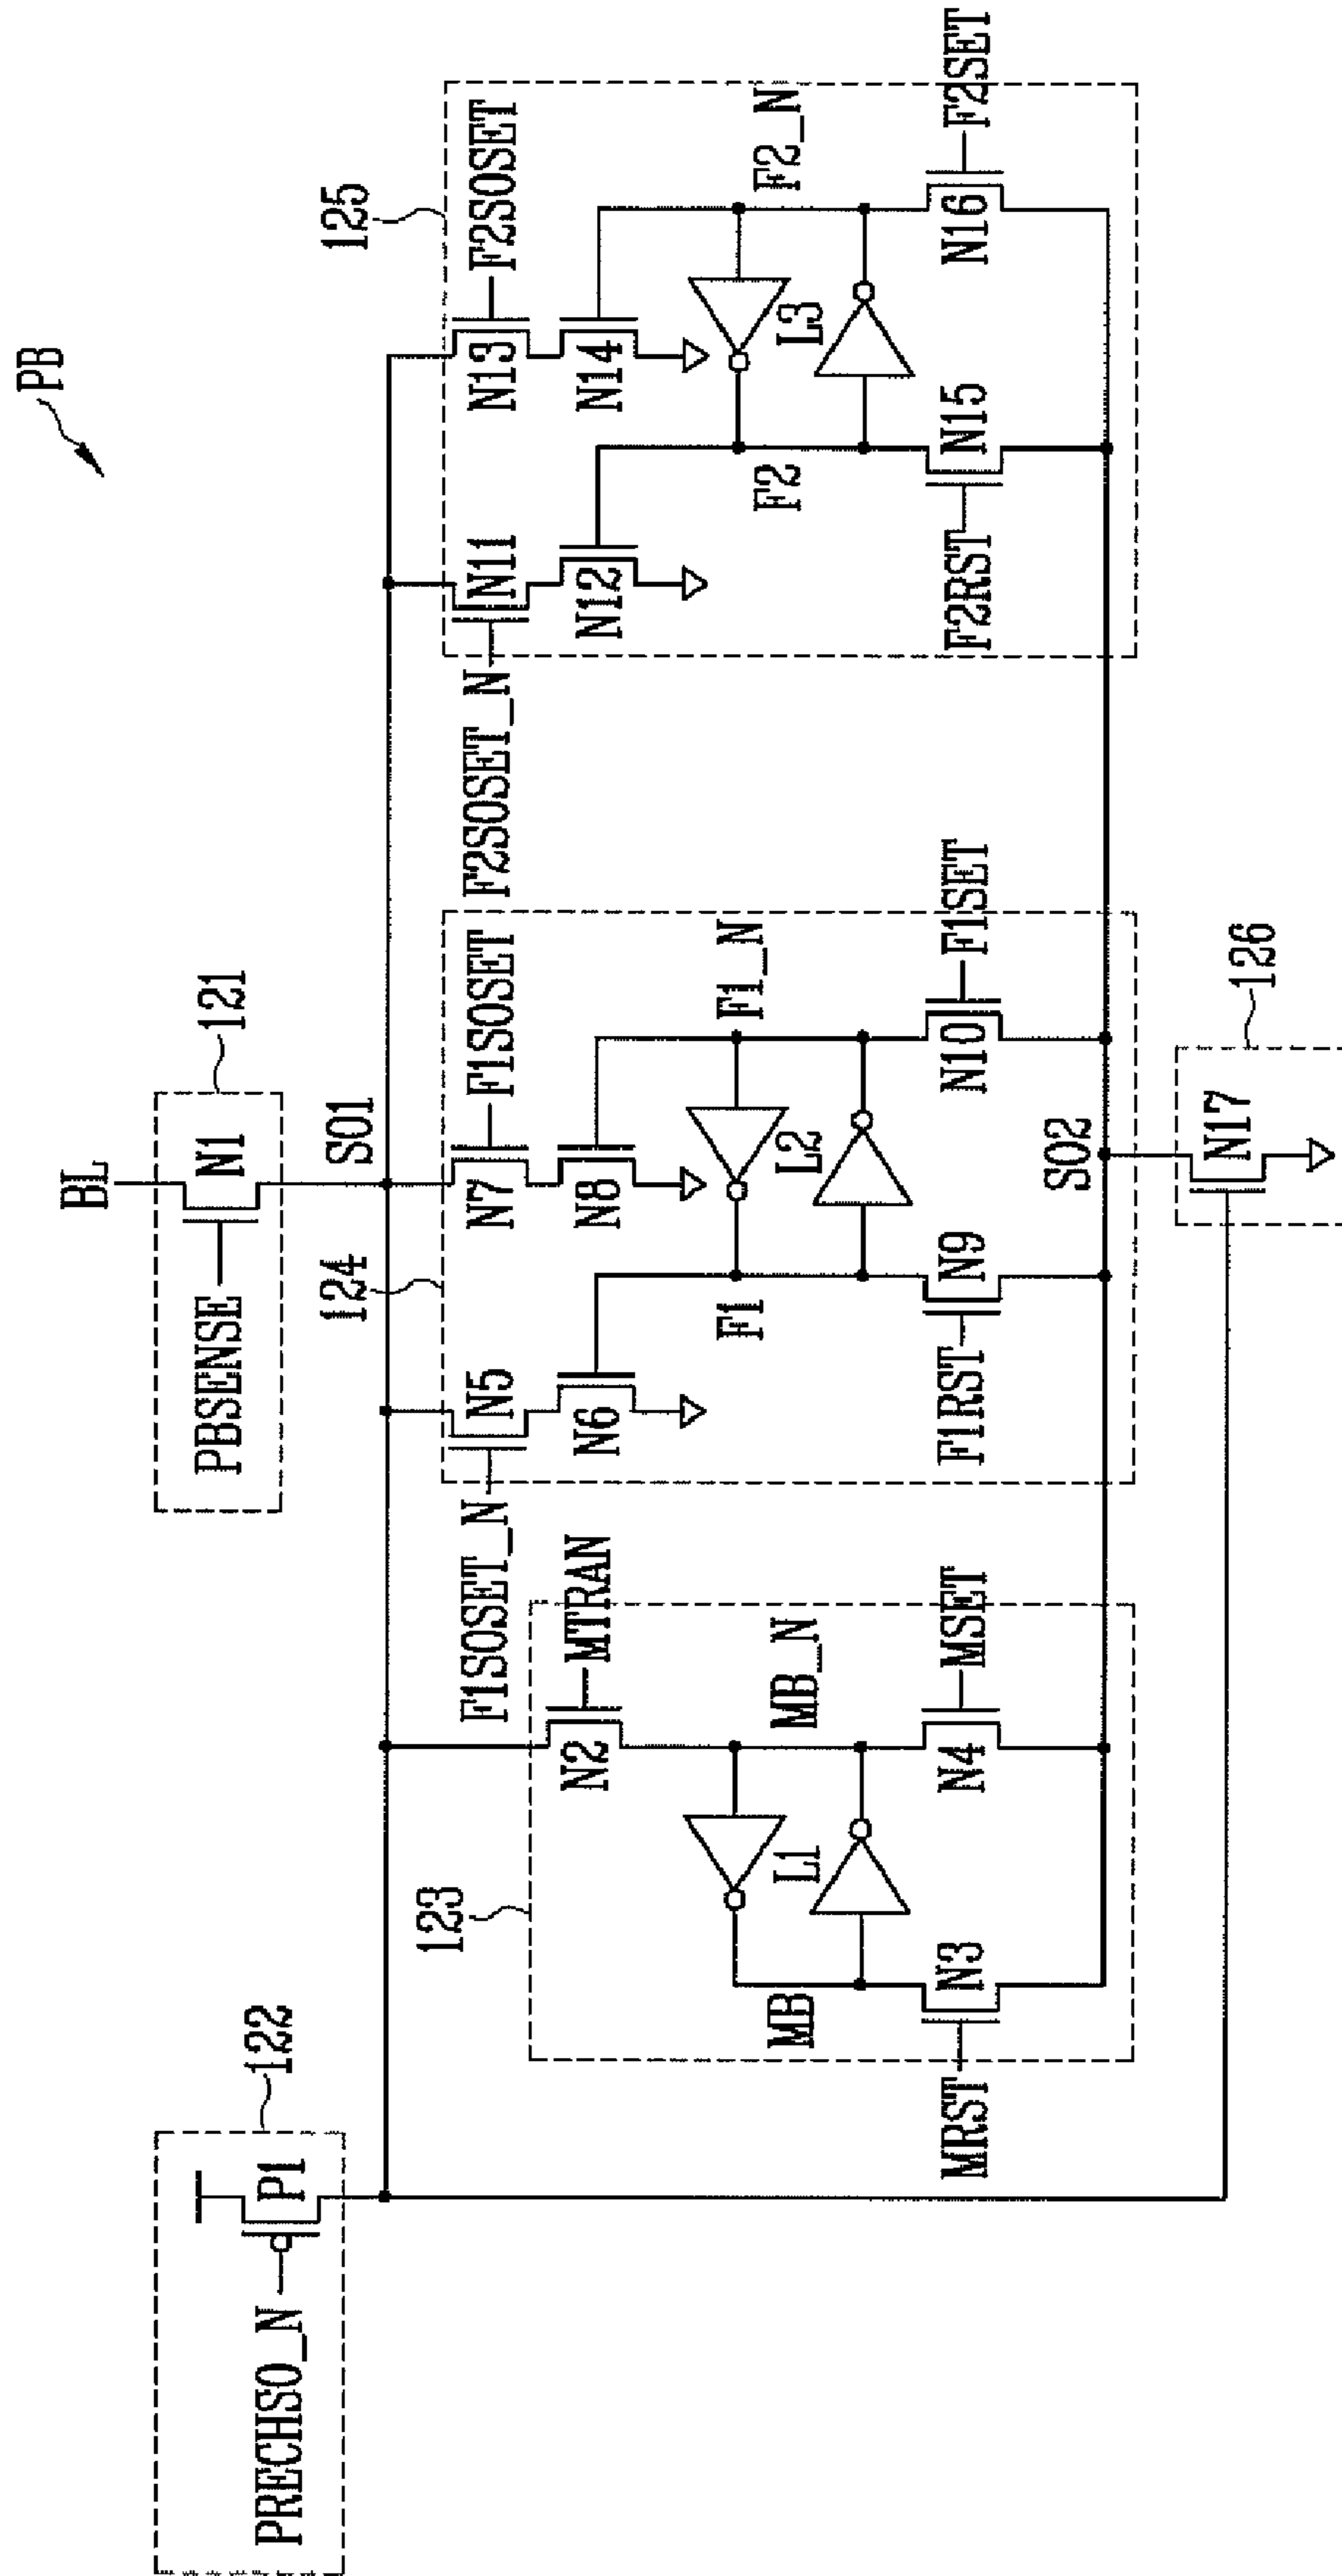 PB
BL
121
N1
PBSENSE
SO1
122
P1
PRECHSO_N
123
N2
MTRAN
MB_N
L1
MB
N3
MRST
N4
MSET
124
F1SOSET_N
N5
N6
N7
F1SOSET
N8
F1_N
L2
F1
N9
F1RST
N10
F1SET
125
F2SOSET_N
N11
N12
N13
F2SOSET
N14
F2_N
L3
F2
N15
F2RST
N16
F2SET
SO2
126
N17